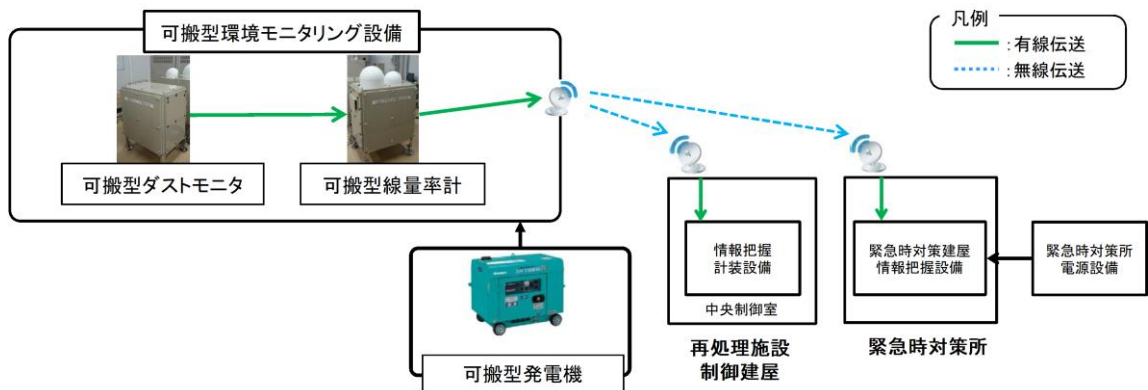 可搬型環境モニタリング設備
凡例
:有線伝送
:無線伝送
可搬型ダストモニタ
可搬型線量率計
情報把握
計装設備
中央制御室
再処理施設
制御建屋
緊急時対策建屋
情報把握設備
緊急時対策所
緊急時対策所
電源設備
可搬型発電機